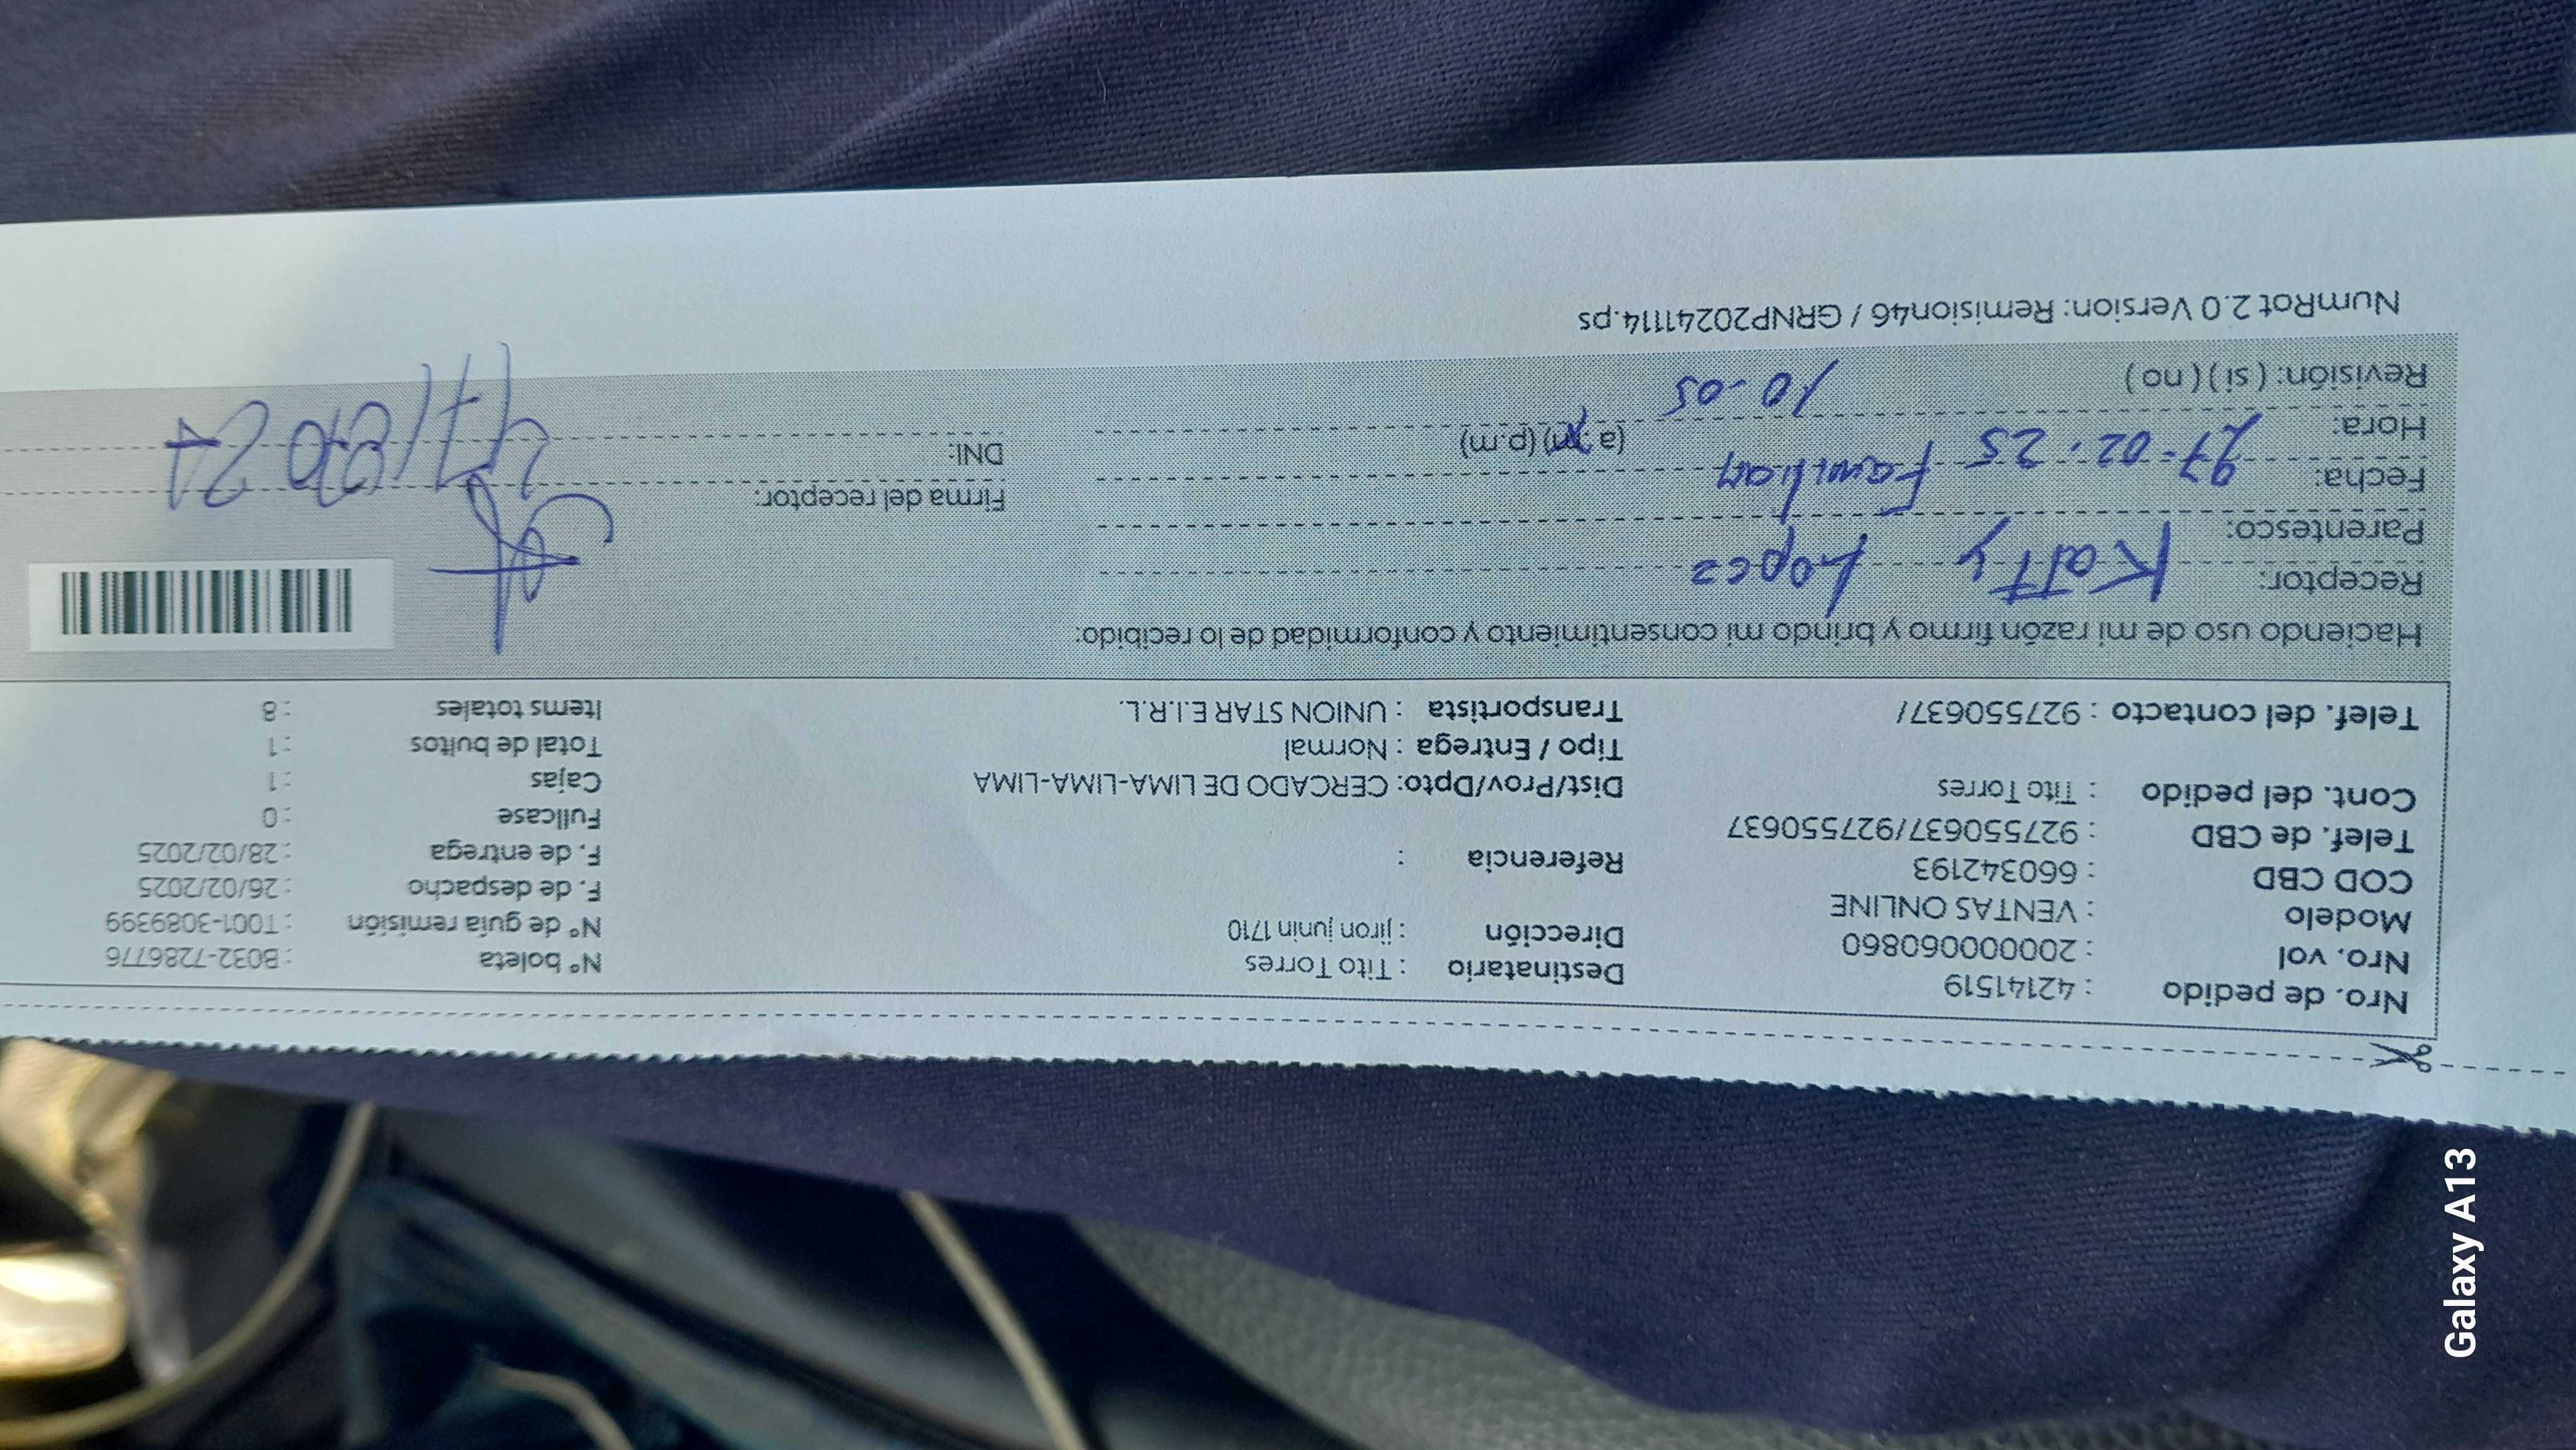 Nro. de pedido : 42141519
Nro. vol : 20000060000860
Modelo : VENTAS ONLINE
COD CBD : 660342193
Telef. de CBD : 927550637/927550637
Cont. del pedido : Tito Torres
Telef. del contacto : 927550637/
Destinatario : Tito Torres
Dirección : jiron junin 1710
Referencia :
Dist/Prov/Dpto: CERCADO DE LIMA-LIMA-LIMA
Tipo / Entrega : Normal
Transportista : UNION STAR E.I.R.L.
N° boleta : B032-7286776
N° de guía remisión : T001-3089399
F. de despacho : 26/02/2025
F. de entrega : 28/02/2025
Fullcase : 0
Cajas : 1
Total de bultos : 1
Items totales : 8
Haciendo uso de mi razón firmo y brindo mi consentimiento y conformidad de lo recibido:
Receptor: Katty Lopez
Parentesco: Familiar
Fecha: 27-02-25
Hora: 10-05 (a.m) (p.m)
Revisión: ( si ) ( no )
Firma del receptor:
DNI:
NumRot 2.0 Version: Remision46 / GRNP20241114.ps
Galaxy A13